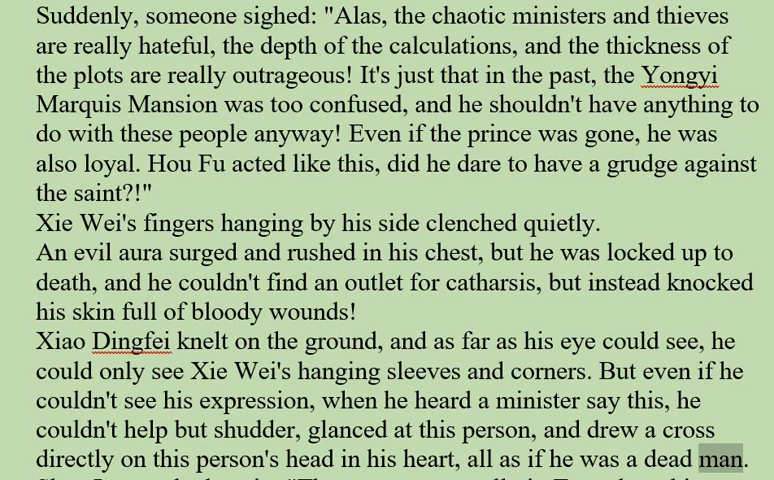 Suddenly, someone sighed: "Alas, the chaotic ministers and thieves
are really hateful, the depth of the calculations, and the thickness of
the plots are really outrageous! It's just that in the past, the Yongyi
Marquis Mansion was too confused, and he shouldn't have anything to
do with these people anyway! Even if the prince was gone, he was
also loyal. Hou Fu acted like this, did he dare to have a grudge against
the saint?!"
Xie Wei's fingers hanging by his side clenched quietly.
An evil aura surged and rushed in his chest, but he was locked up to
death, and he couldn't find an outlet for catharsis, but instead knocked
his skin full of bloody wounds!
Xiao Dingfei knelt on the ground, and as far as his eye could see, he
could only see Xie Wei's hanging sleeves and corners. But even if he
couldn't see his expression, when he heard a minister say this, he
couldn't help but shudder, glanced at this person, and drew a cross
directly on this person's head in his heart, all as if he was a dead man.